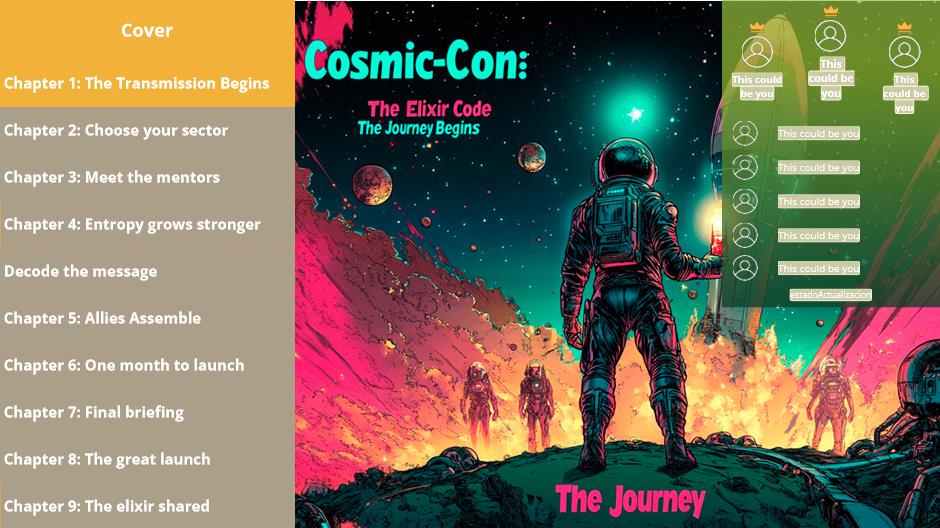 Cover
Chapter 1: The Transmission Begins
Chapter 2: Choose your sector
Chapter 3: Meet the mentors
Chapter 4: Entropy grows stronger
Decode the message
Chapter 5: Allies Assemble
Chapter 6: One month to launch
Chapter 7: Final briefing
Chapter 8: The great launch
Chapter 9: The elixir shared
Cosmic-Con:
The Elixir Code
The Journey Begins
The Journey
This could
be you
This
could be
you
This
could be
you
This could be you
This could be you
This could be you
This could be you
This could be you
estadoActualizacion